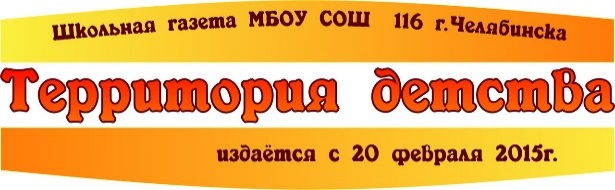 Школьная газета МБОУ СОШ 116 г.Челябинска
Территория детства
издаётся с 20 февраля 2015г.